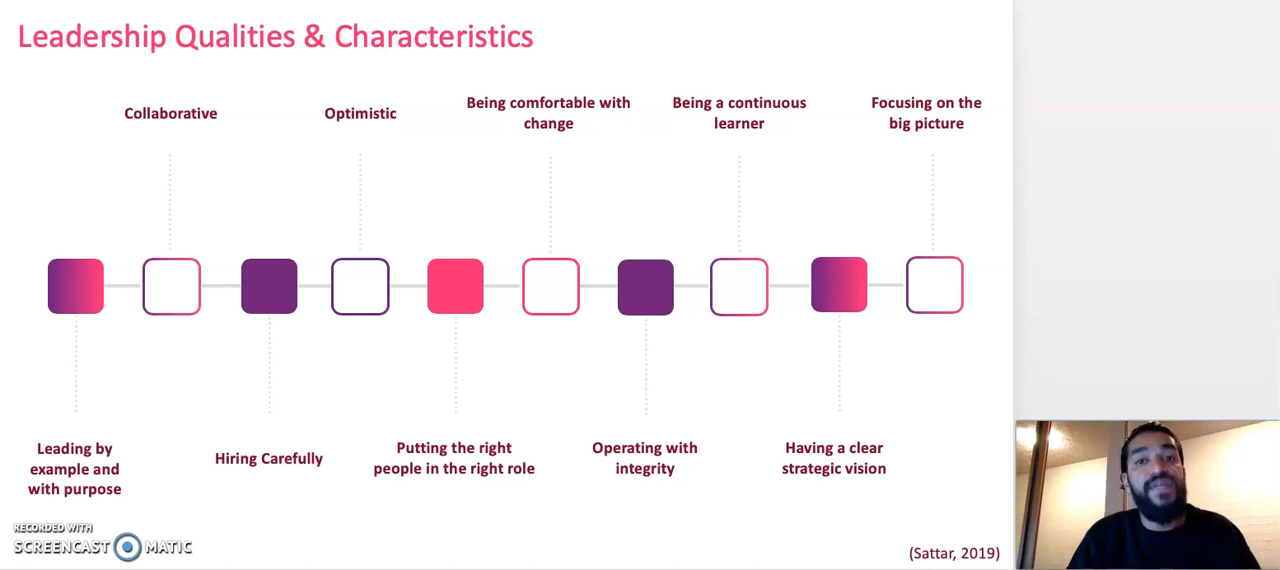 Leadership Qualities & Characteristics
Collaborative
Optimistic
Being comfortable with
change
Being a continuous
learner
Focusing on the
big picture
Leading by
example and
with purpose
Hiring Carefully
Putting the right
people in the right role
Operating with
integrity
Having a clear
strategic vision
RECORDED WITH
SCREENCAST MATIC
(Sattar, 2019)